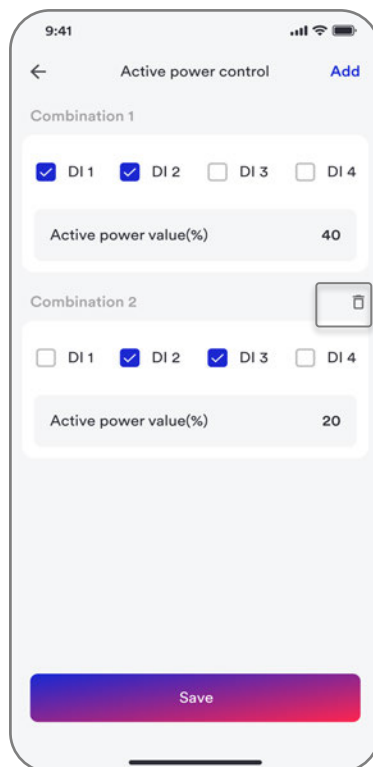 9:41
Active power control Add
Combination 1
DI 1 DI 2 DI 3 DI 4
Active power value(%) 40
Combination 2
DI 1 DI 2 DI 3 DI 4
Active power value(%) 20
Save